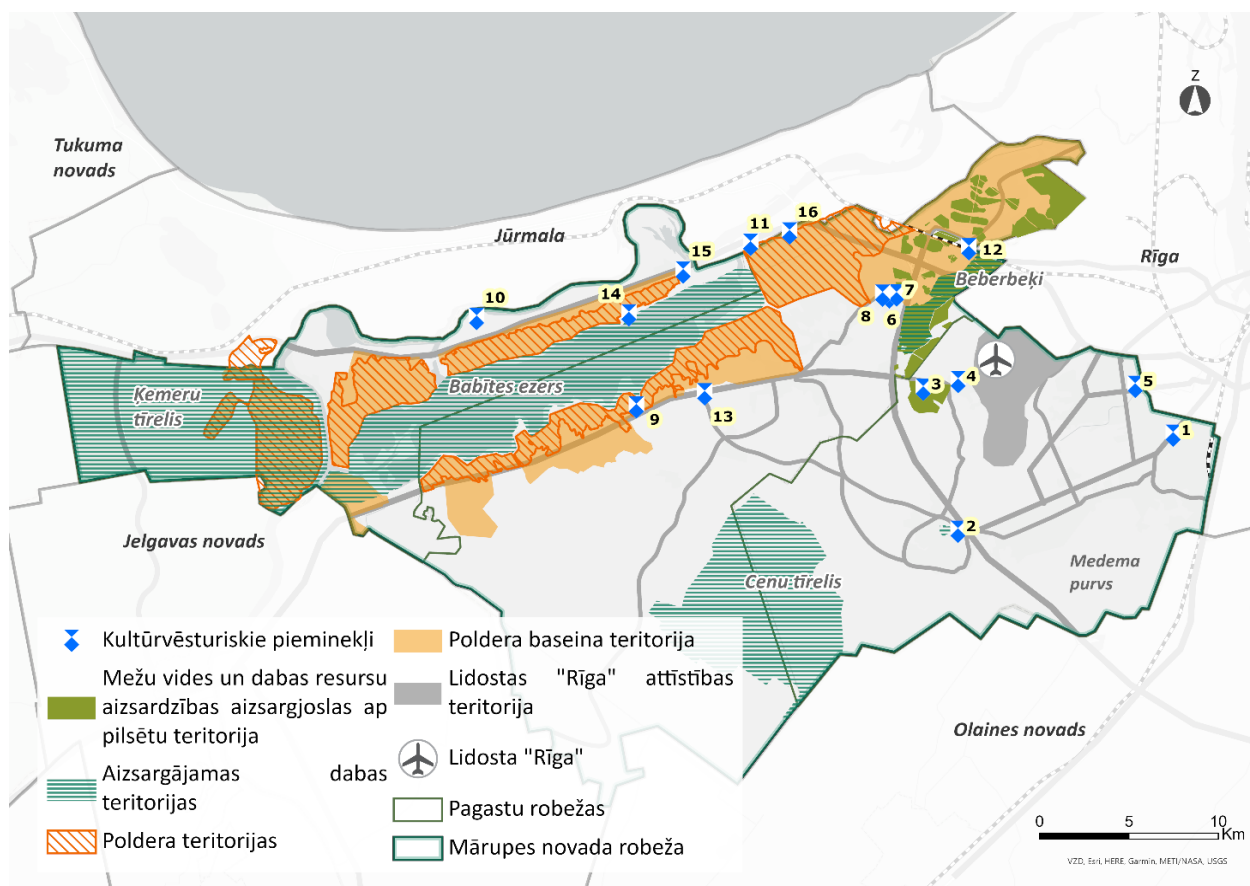 Z
Tukuma
novads
Jūrmala
Rīga
16
11
15
12
Beberbeķi
14
10
7
8
6
Ķemeru
tīrelis
Babītes ezers
3
4
5
9
13
1
2
Jelgavas novads
Cenu tīrelis
Medema
purvs
Olaines novads
Kultūrvēsturiskie pieminekļi
Mežu vides un dabas resursu
aizsardzības aizsargjoslas ap
pilsētu teritorija
Aizsargājamas dabas
teritorijas
Poldera teritorijas
Poldera baseina teritorija
Lidostas "Rīga" attīstības
teritorija
Lidosta "Rīga"
Pagastu robežas
Mārupes novada robeža
0 5 10
Km
VZD, Esri, HERE, Garmin, METI/NASA, USGS